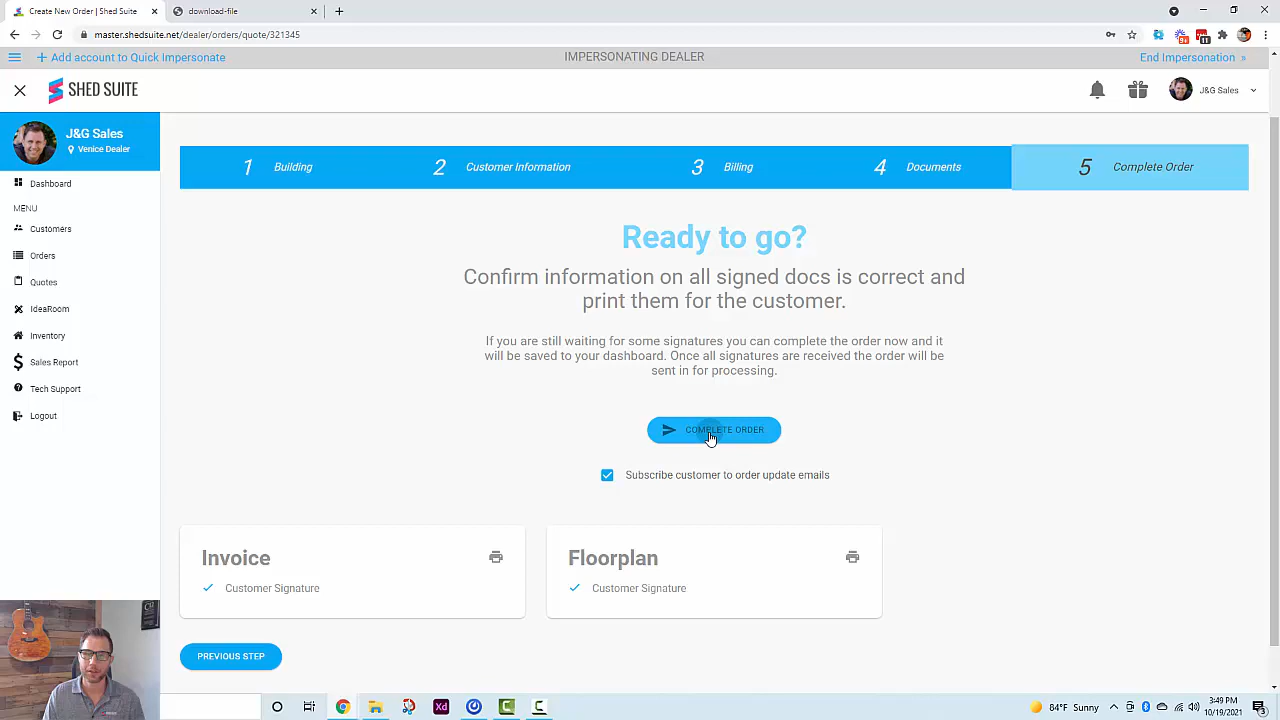 Create New Order | Shed Suite
download-file
master.shedsuite.net/dealer/orders/quote/321345
Add account to Quick Impersonate
IMPERSONATING DEALER
End Impersonation »
SHED SUITE
J&G Sales
J&G Sales
Venice Dealer
Dashboard
MENU
Customers
Orders
Quotes
IdeaRoom
Inventory
Sales Report
Tech Support
Logout
1 Building
2 Customer Information
3 Billing
4 Documents
5 Complete Order
Ready to go?
Confirm information on all signed docs is correct and
print them for the customer.
If you are still waiting for some signatures you can complete the order now and it
will be saved to your dashboard. Once all signatures are received the order will be
sent in for processing.
COMPLETE ORDER
Subscribe customer to order update emails
Invoice
Customer Signature
Floorplan
Customer Signature
PREVIOUS STEP
84°F Sunny
3:49 PM
10/19/2021